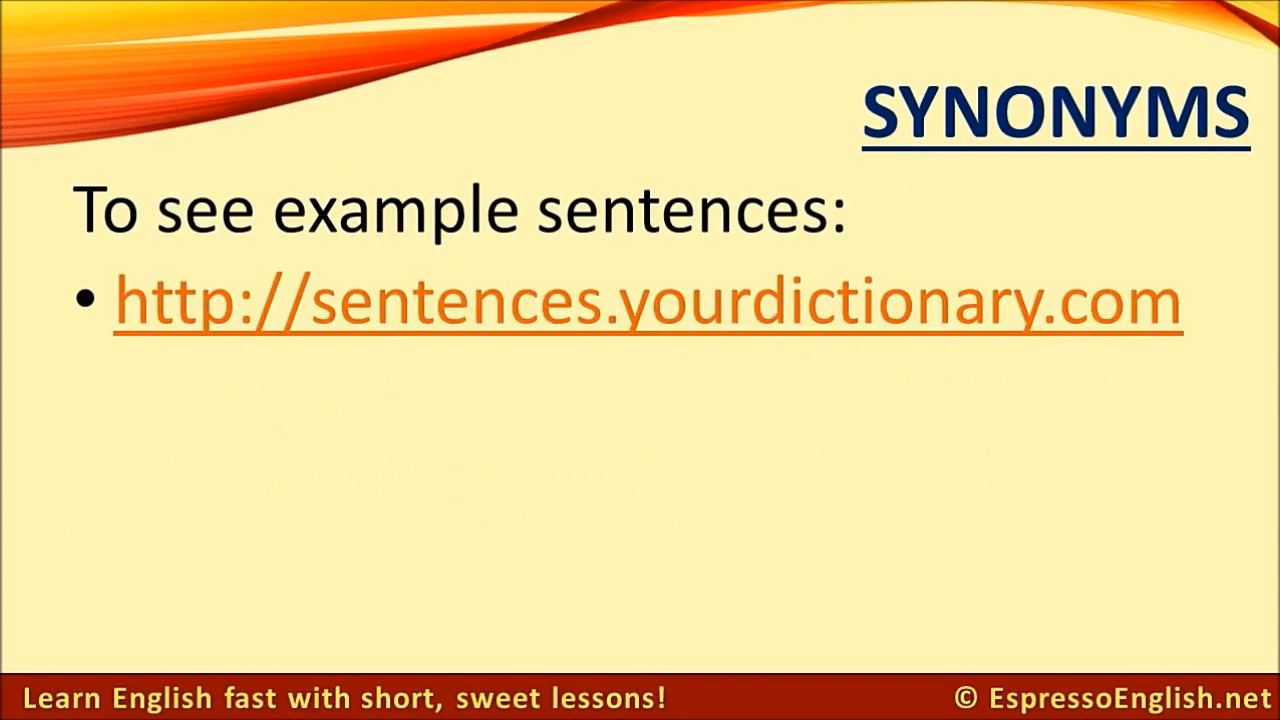 SYNONYMS
To see example sentences:
• http://sentences.yourdictionary.com
Learn English fast with short, sweet lessons!
© EspressoEnglish.net